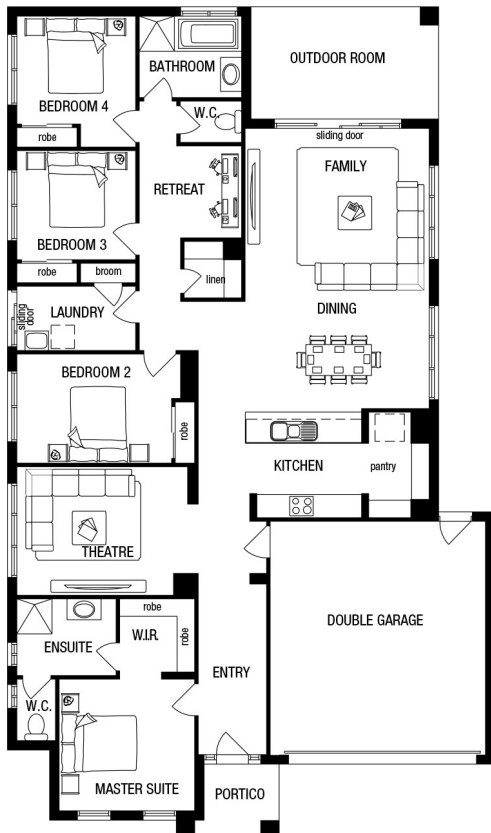 OUTDOOR ROOM
BATHROOM
BEDROOM 4
W.C.
robe
sliding door
FAMILY
RETREAT
BEDROOM 3
robe
broom
linen
LAUNDRY
sliding
door
DINING
BEDROOM 2
robe
KITCHEN
pantry
THEATRE
robe
W.I.R.
robe
ENSUITE
DOUBLE GARAGE
ENTRY
W.C.
MASTER SUITE
PORTICO